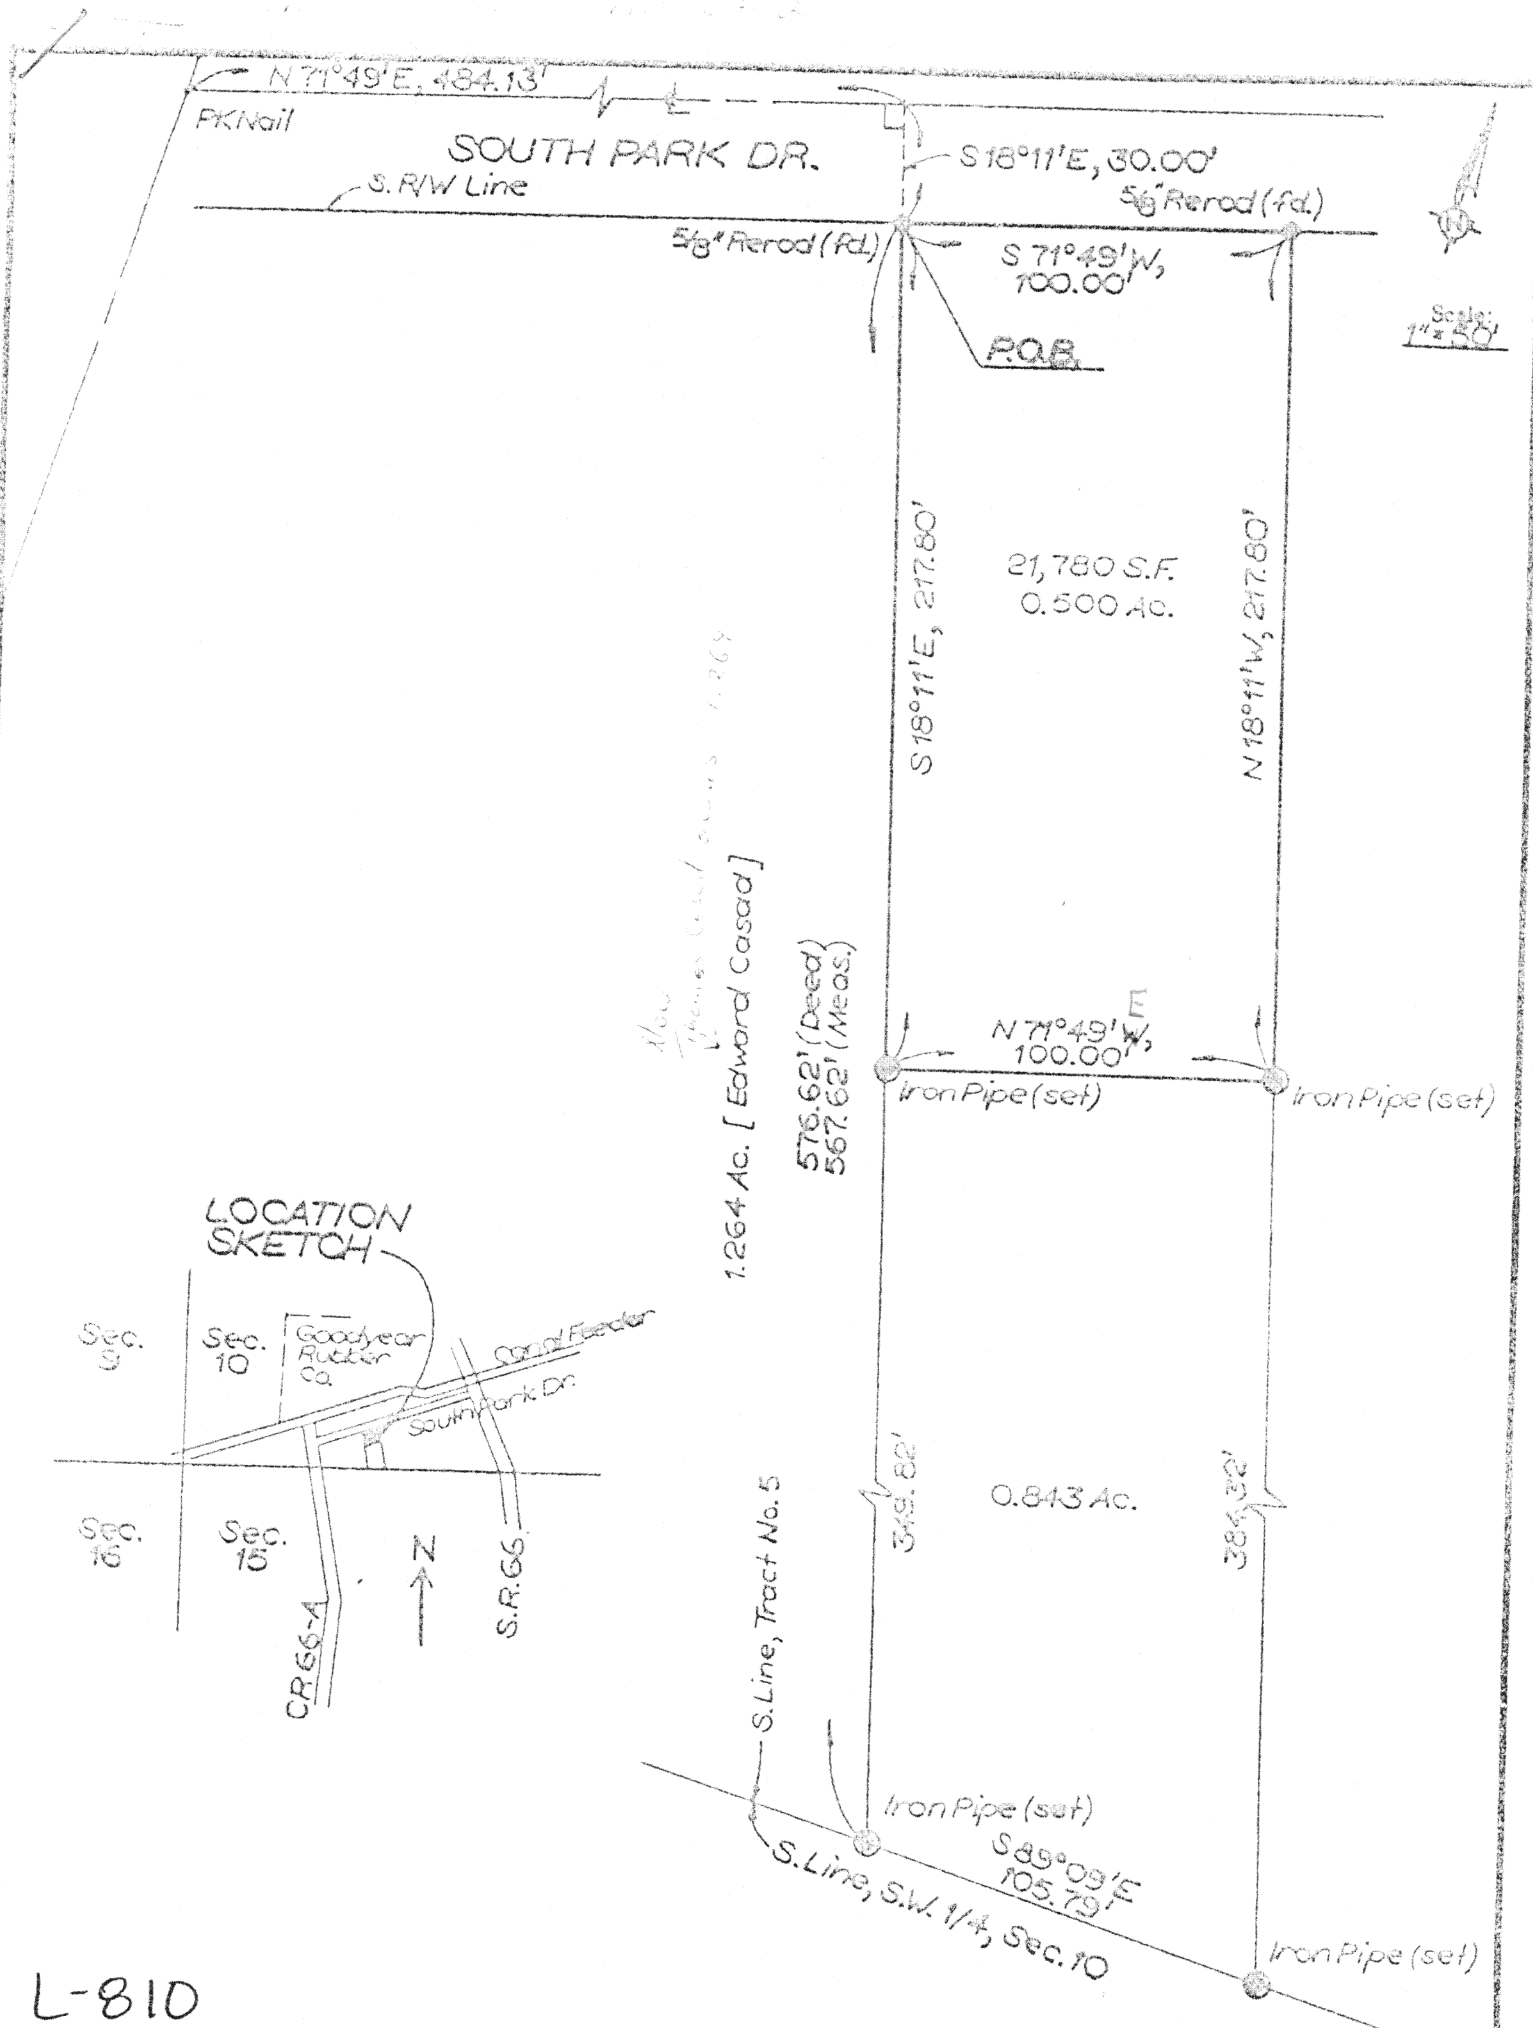 N 71°49'E, 484.13'
PK Nail
SOUTH PARK DR.
S. R/W Line
S 18°11'E, 30.00'
5/8" Rerod (fd.)
5/8" Rerod (fd.)
S 71°49'W,
100.00'
N
Scale:
1"=50'
P.O.B.
21,780 S.F.
0.500 Ac.
S 18°11'E, 217.80'
N 18°11'W, 217.80'
1.264
1.264 Ac. [Edward Casad]
576.62' (Deed)
567.62' (Meas.)
E
N 71°49'W,
100.00'
Iron Pipe (set)
Iron Pipe (set)
LOCATION
SKETCH
Sec.
9
Sec.
10
Goodyear
Rubber
Co.
Canal Feeder
South Park Dr.
Sec.
16
Sec.
15
N
S.R. 66
C.R. 66-A
349.82'
0.843 Ac.
384.32'
S. Line, Tract No. 5
Iron Pipe (set)
S 89°09'E
105.79'
S. Line, S.W. 1/4, Sec. 10
Iron Pipe (set)
L-810